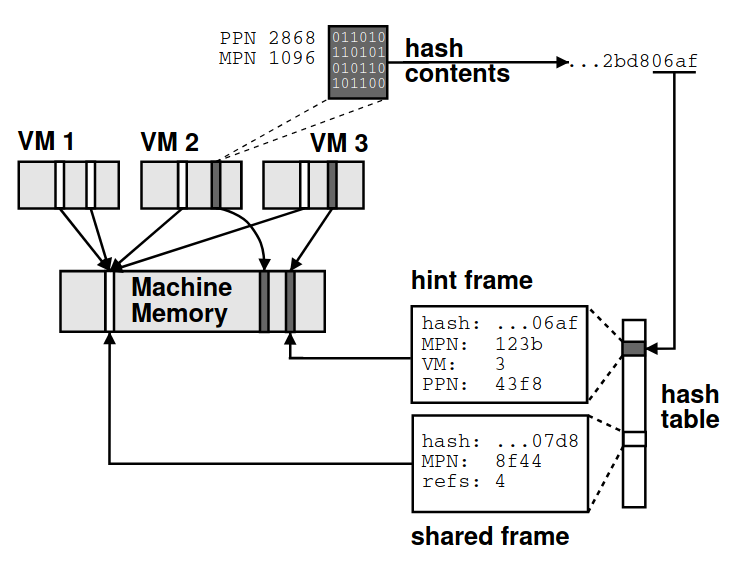 PPN 2868
MPN 1096
011010
110101
010110
101100
hash
contents
...2bd806af
VM 1
VM 2
VM 3
Machine
Memory
hint frame
hash: ...06af
MPN: 123b
VM: 3
PPN: 43f8
hash
table
hash: ...07d8
MPN: 8f44
refs: 4
shared frame